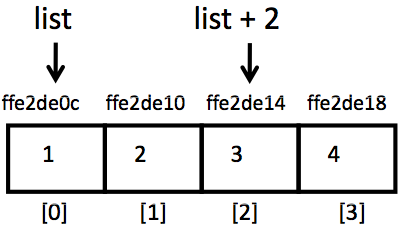 list list + 2
ffe2de0c ffe2de10 ffe2de14 ffe2de18
1 2 3 4
[0] [1] [2] [3]